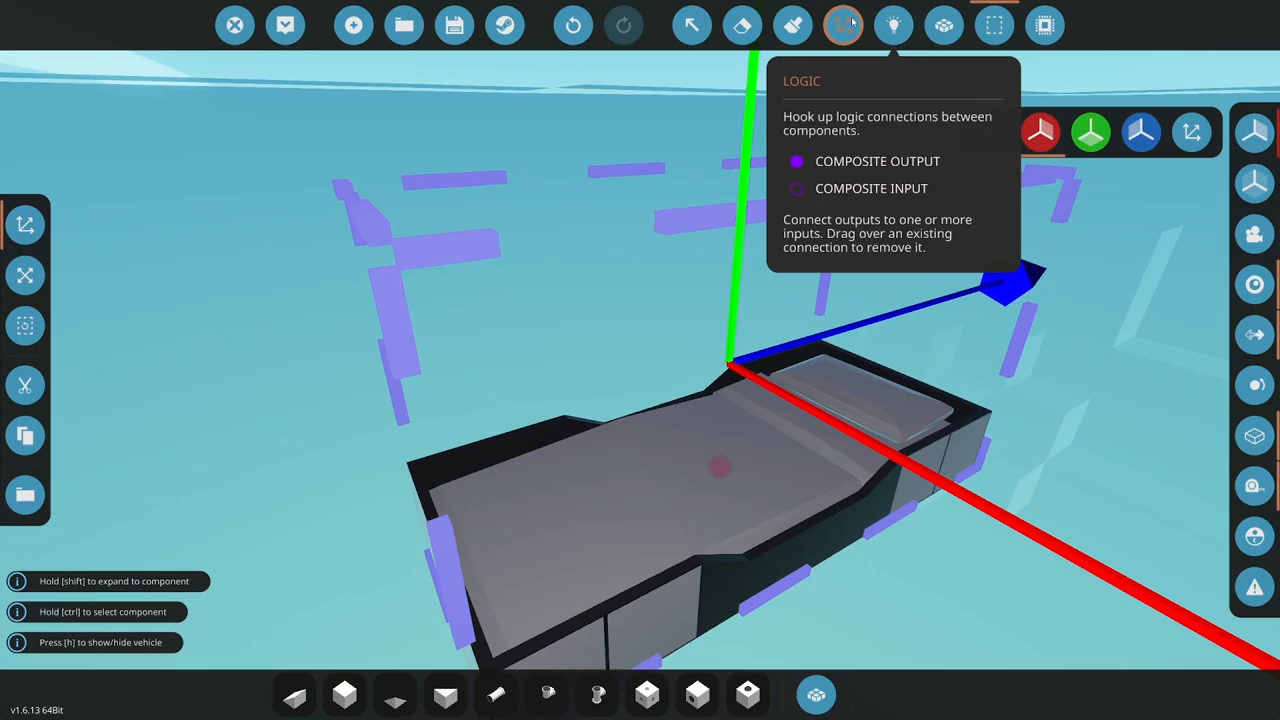 LOGIC
Hook up logic connections between
components.
COMPOSITE OUTPUT
COMPOSITE INPUT
Connect outputs to one or more
inputs. Drag over an existing
connection to remove it.
Hold [shift] to expand to component
Hold [ctrl] to select component
Press [h] to show/hide vehicle
v1.6.13 64Bit